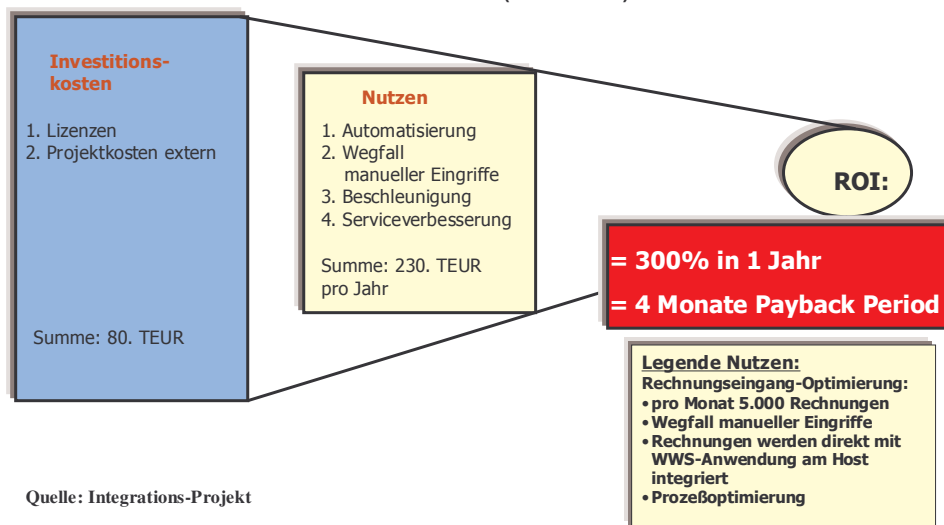 Investitions-
kosten
1. Lizenzen
2. Projektkosten extern
Summe: 80. TEUR
Nutzen
1. Automatisierung
2. Wegfall
manueller Eingriffe
3. Beschleunigung
4. Serviceverbesserung
Summe: 230. TEUR
pro Jahr
ROI:
= 300% in 1 Jahr
= 4 Monate Payback Period
Legende Nutzen:
Rechnungseingang-Optimierung:
• pro Monat 5.000 Rechnungen
• Wegfall manueller Eingriffe
• Rechnungen werden direkt mit
WWS-Anwendung am Host
integriert
• Prozeßoptimierung
Quelle: Integrations-Projekt